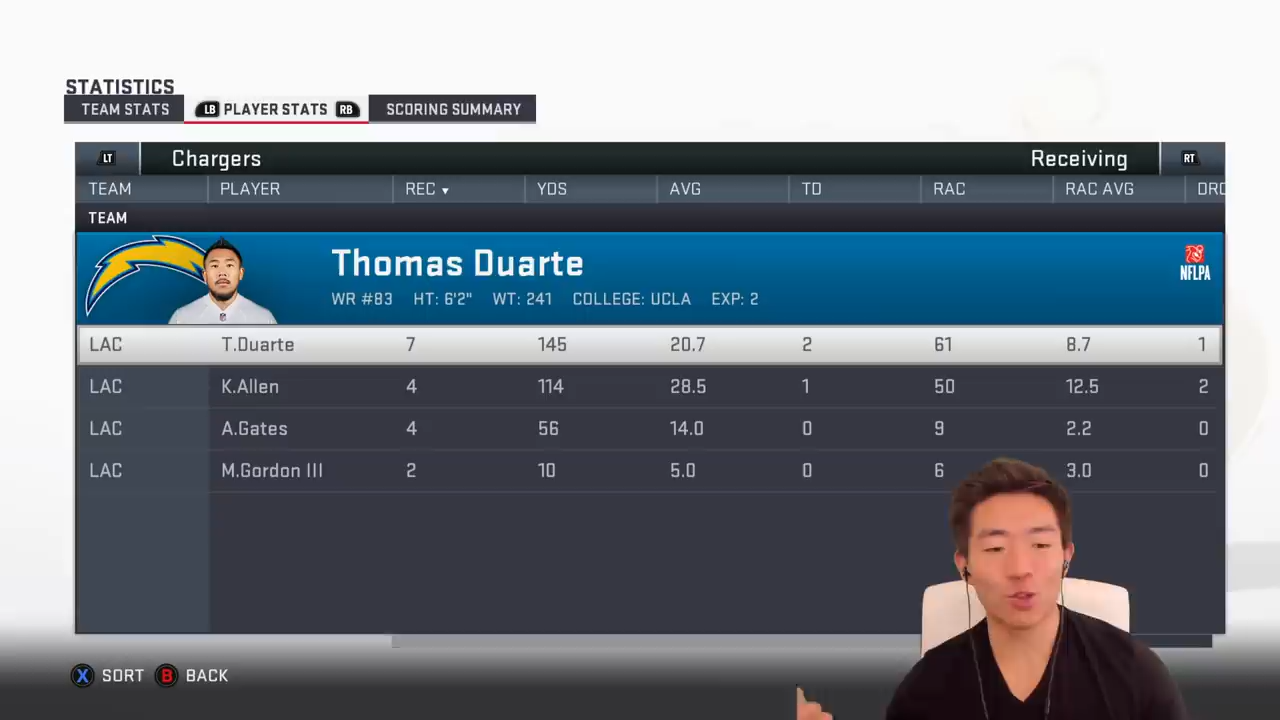 STATISTICS
TEAM STATS LB PLAYER STATS RB SCORING SUMMARY
LT Chargers Receiving RT
TEAM PLAYER REC YDS AVG TD RAC RAC AVG DRO
TEAM
Thomas Duarte
WR #83 HT: 6'2" WT: 241 COLLEGE: UCLA EXP: 2
NFLPA
LAC T.Duarte 7 145 20.7 2 61 8.7 1
LAC K.Allen 4 114 28.5 1 50 12.5 2
LAC A.Gates 4 56 14.0 0 9 2.2 0
LAC M.Gordon III 2 10 5.0 0 6 3.0 0
X SORT B BACK